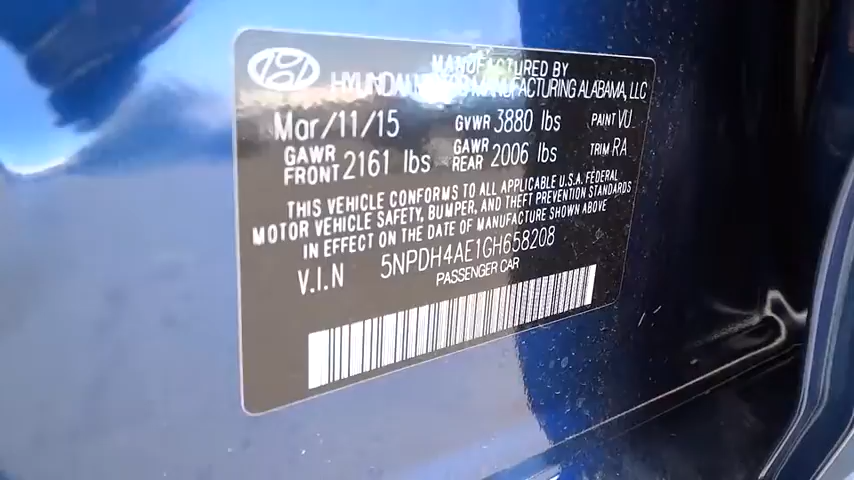 MANUFACTURED BY
HYUNDAI MOTOR MANUFACTURING ALABAMA, LLC
Mar/11/15 GVWR 3880 lbs PAINT VU
GAWR FRONT 2161 lbs GAWR REAR 2006 lbs TRIM RA
THIS VEHICLE CONFORMS TO ALL APPLICABLE U.S.A. FEDERAL
MOTOR VEHICLE SAFETY, BUMPER, AND THEFT PREVENTION STANDARDS
IN EFFECT ON THE DATE OF MANUFACTURE SHOWN ABOVE
V.I.N 5NPDH4AE1GH658208
PASSENGER CAR